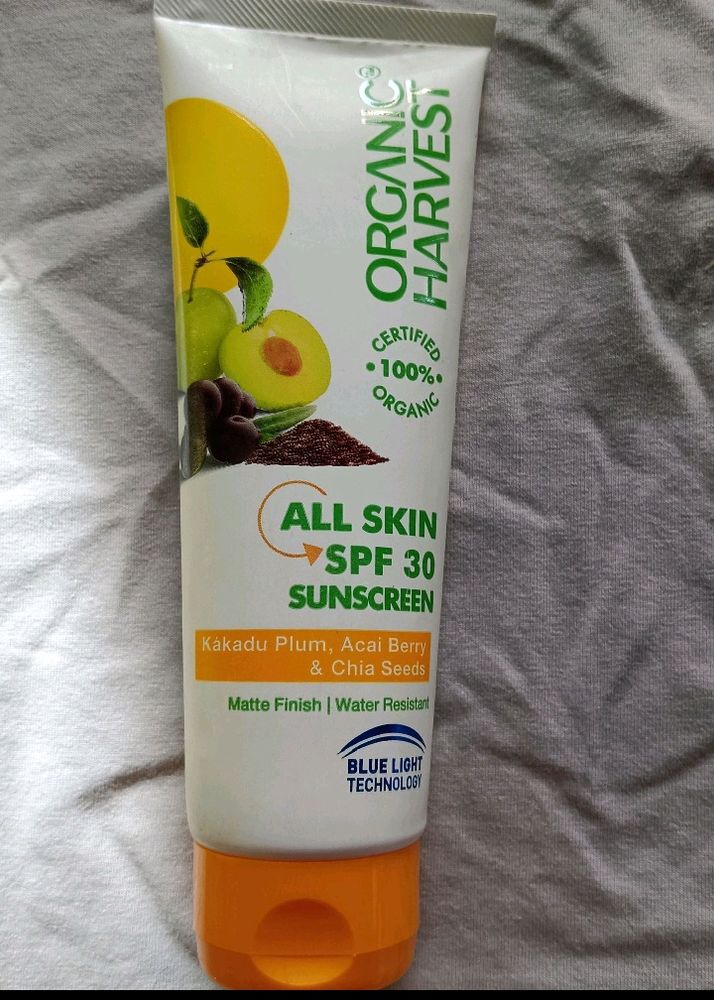 ORGANIC®
HARVEST
CERTIFIED
• 100% •
ORGANIC
ALL SKIN
SPF 30
SUNSCREEN
Kákadu Plum, Acai Berry
& Chia Seeds
Matte Finish | Water Resistant
BLUE LIGHT
TECHNOLOGY